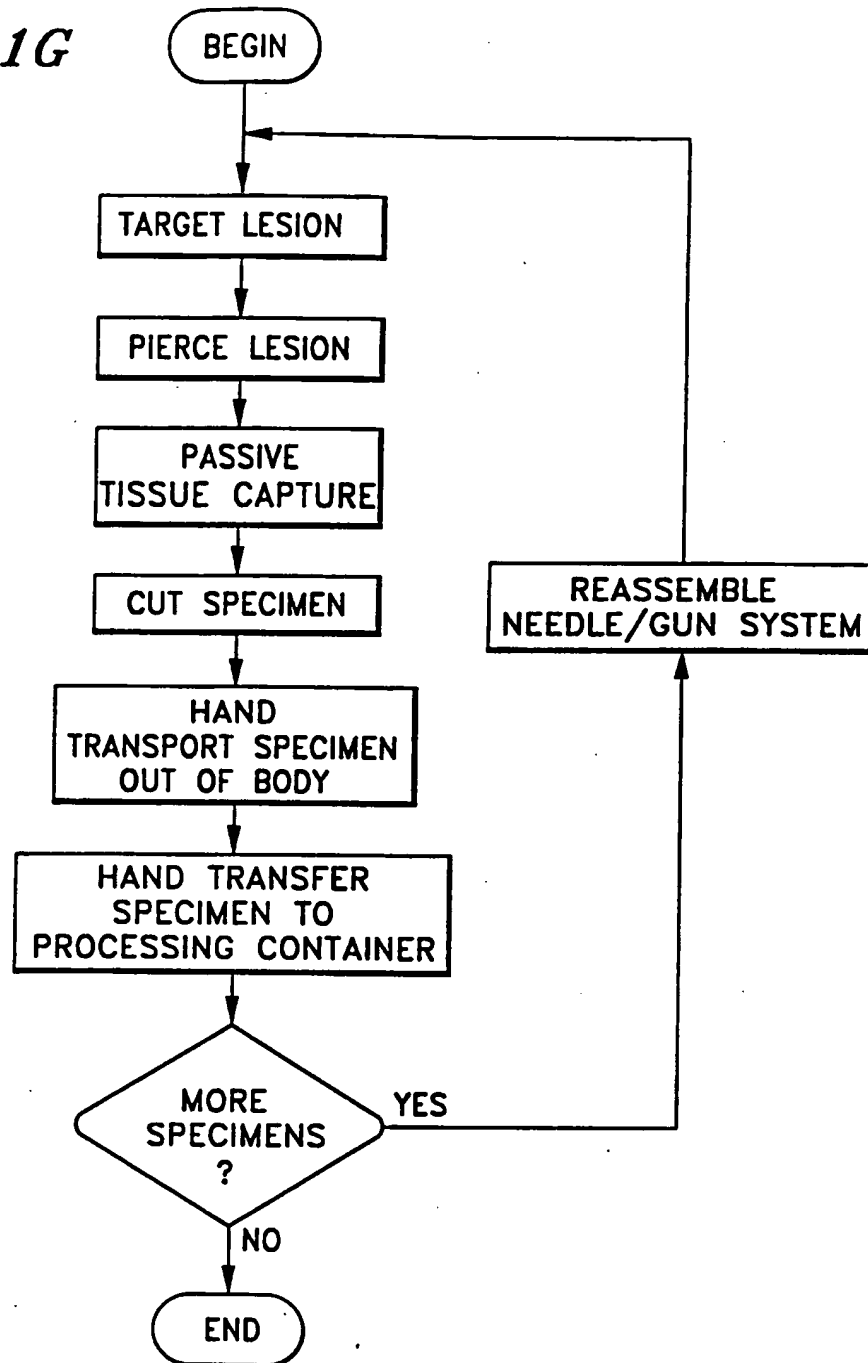 1G
BEGIN
TARGET LESION
PIERCE LESION
PASSIVE
TISSUE CAPTURE
CUT SPECIMEN
REASSEMBLE
NEEDLE/GUN SYSTEM
HAND
TRANSPORT SPECIMEN
OUT OF BODY
HAND TRANSFER
SPECIMEN TO
PROCESSING CONTAINER
MORE
SPECIMENS
?
YES
NO
END